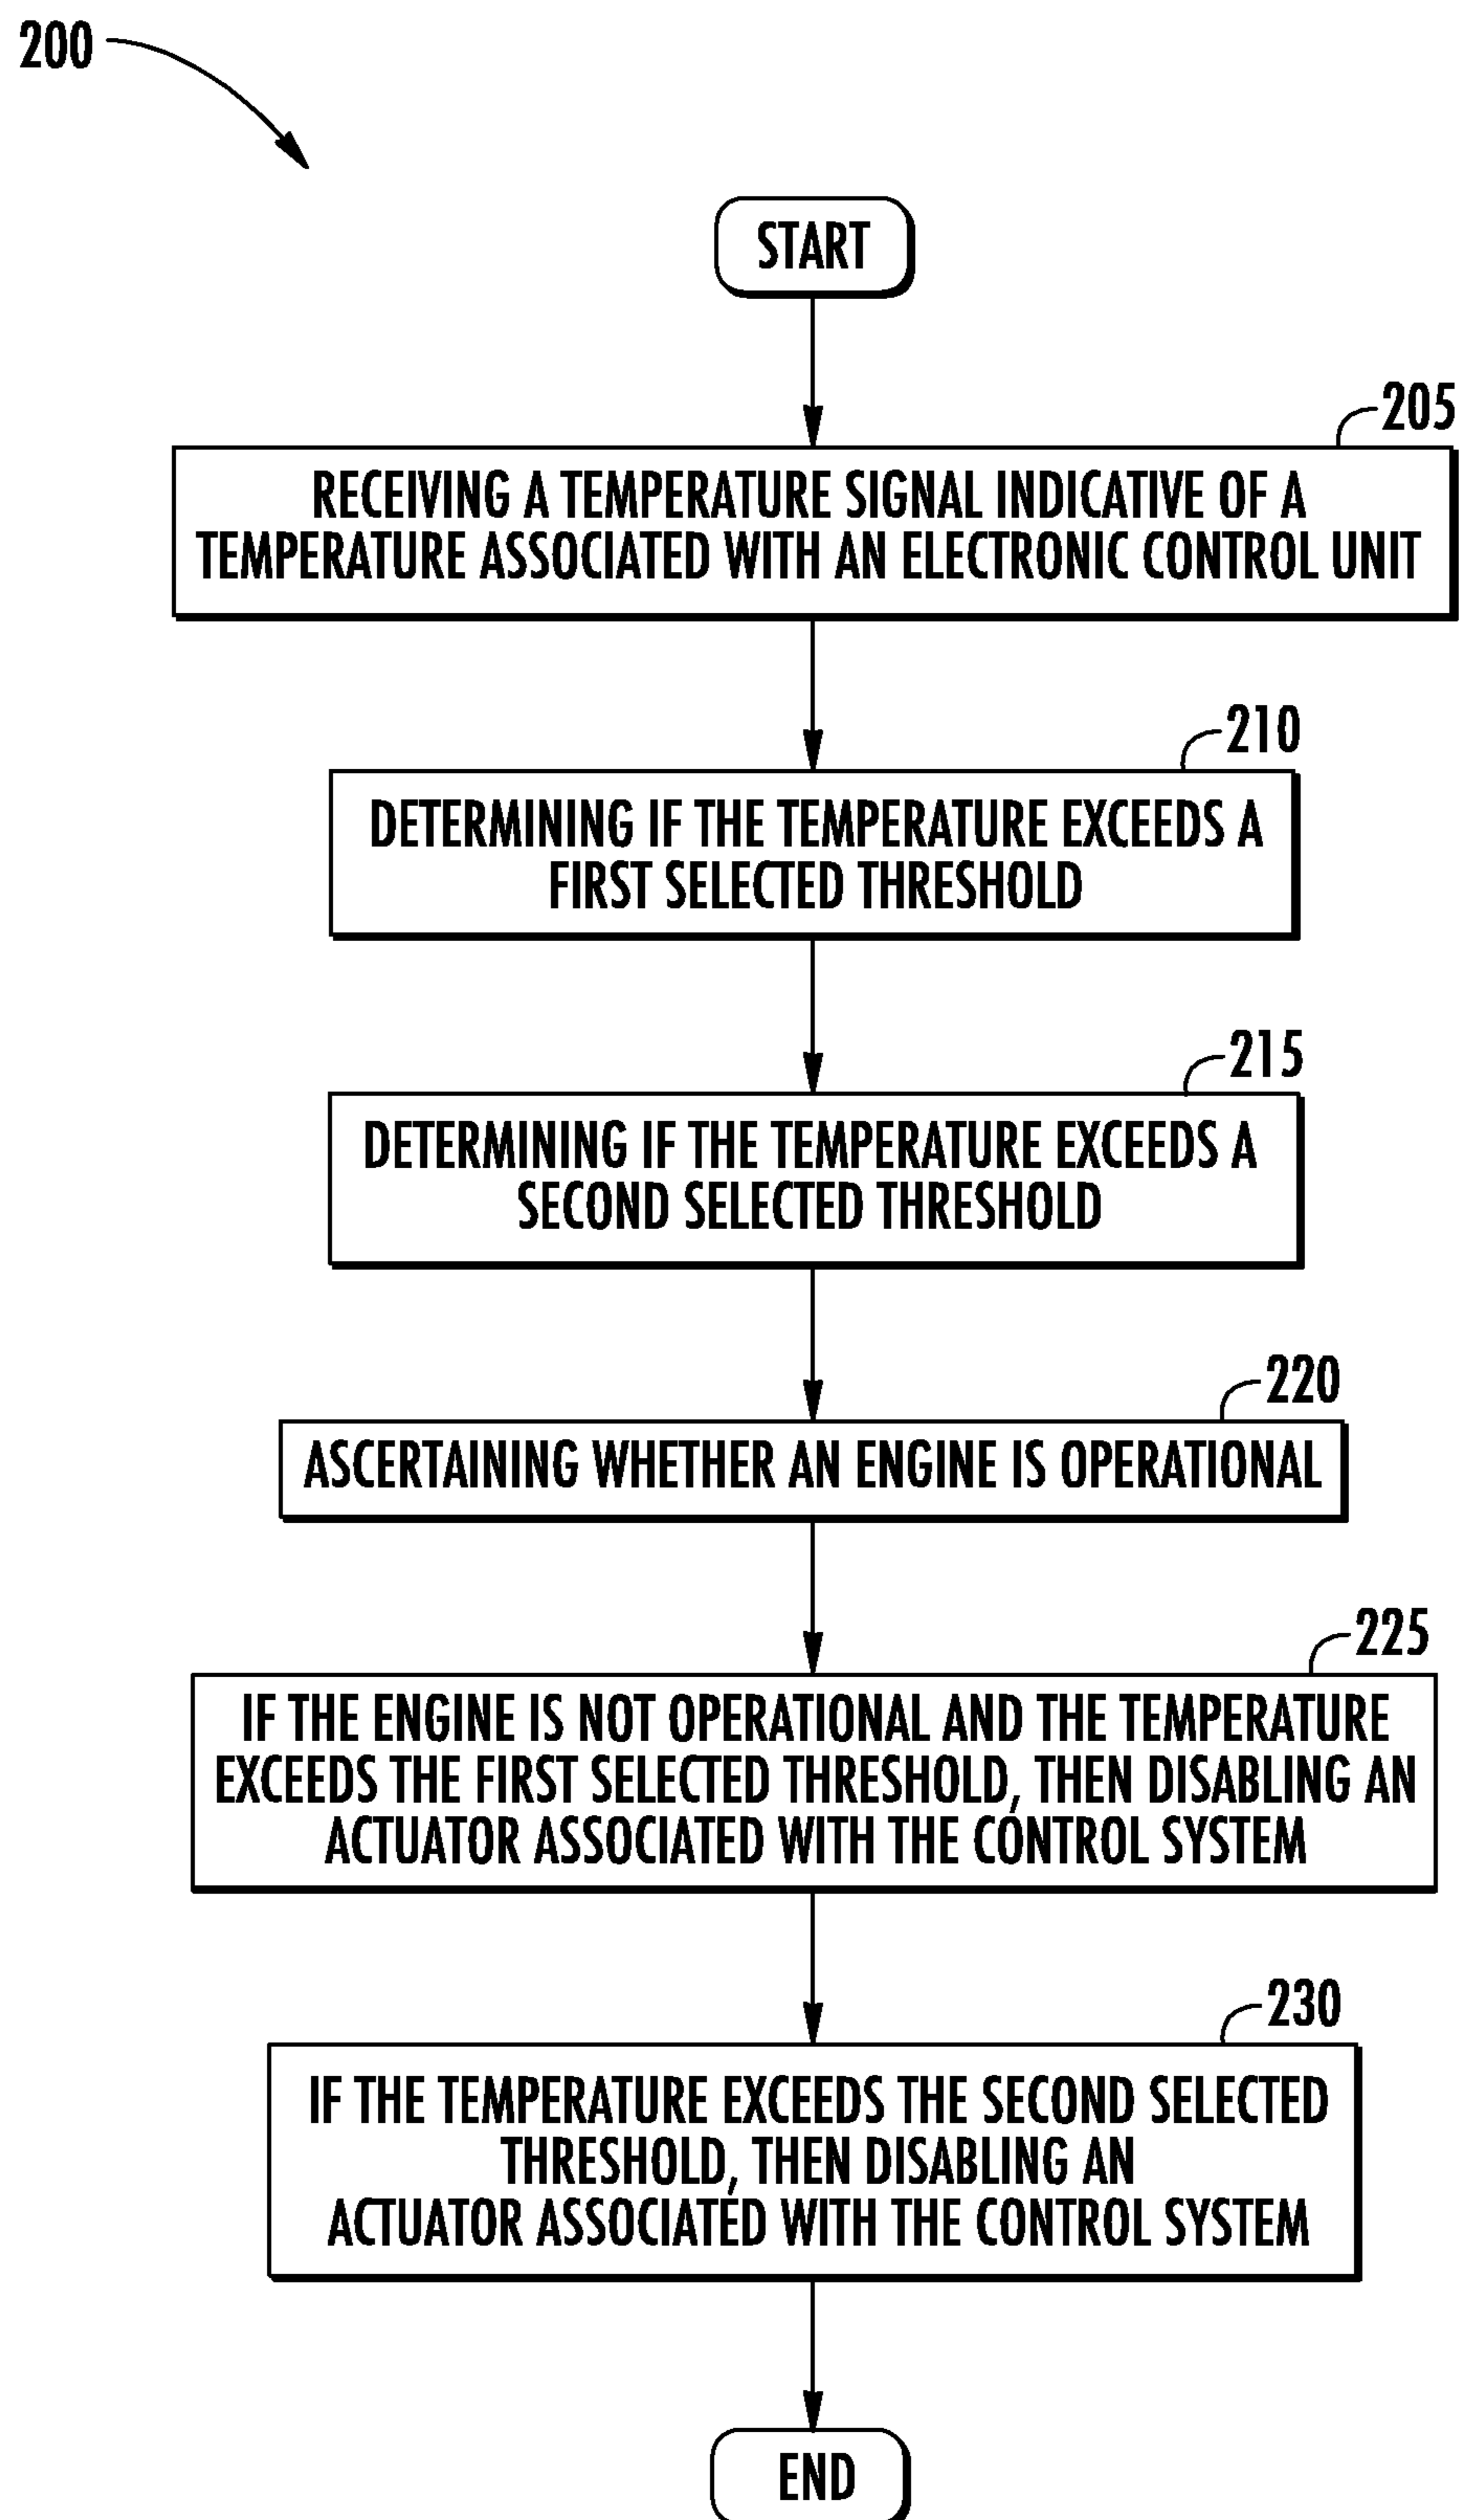 200
START
205
RECEIVING A TEMPERATURE SIGNAL INDICATIVE OF A
TEMPERATURE ASSOCIATED WITH AN ELECTRONIC CONTROL UNIT
210
DETERMINING IF THE TEMPERATURE EXCEEDS A
FIRST SELECTED THRESHOLD
215
DETERMINING IF THE TEMPERATURE EXCEEDS A
SECOND SELECTED THRESHOLD
220
ASCERTAINING WHETHER AN ENGINE IS OPERATIONAL
225
IF THE ENGINE IS NOT OPERATIONAL AND THE TEMPERATURE
EXCEEDS THE FIRST SELECTED THRESHOLD, THEN DISABLING AN
ACTUATOR ASSOCIATED WITH THE CONTROL SYSTEM
230
IF THE TEMPERATURE EXCEEDS THE SECOND SELECTED
THRESHOLD, THEN DISABLING AN
ACTUATOR ASSOCIATED WITH THE CONTROL SYSTEM
END